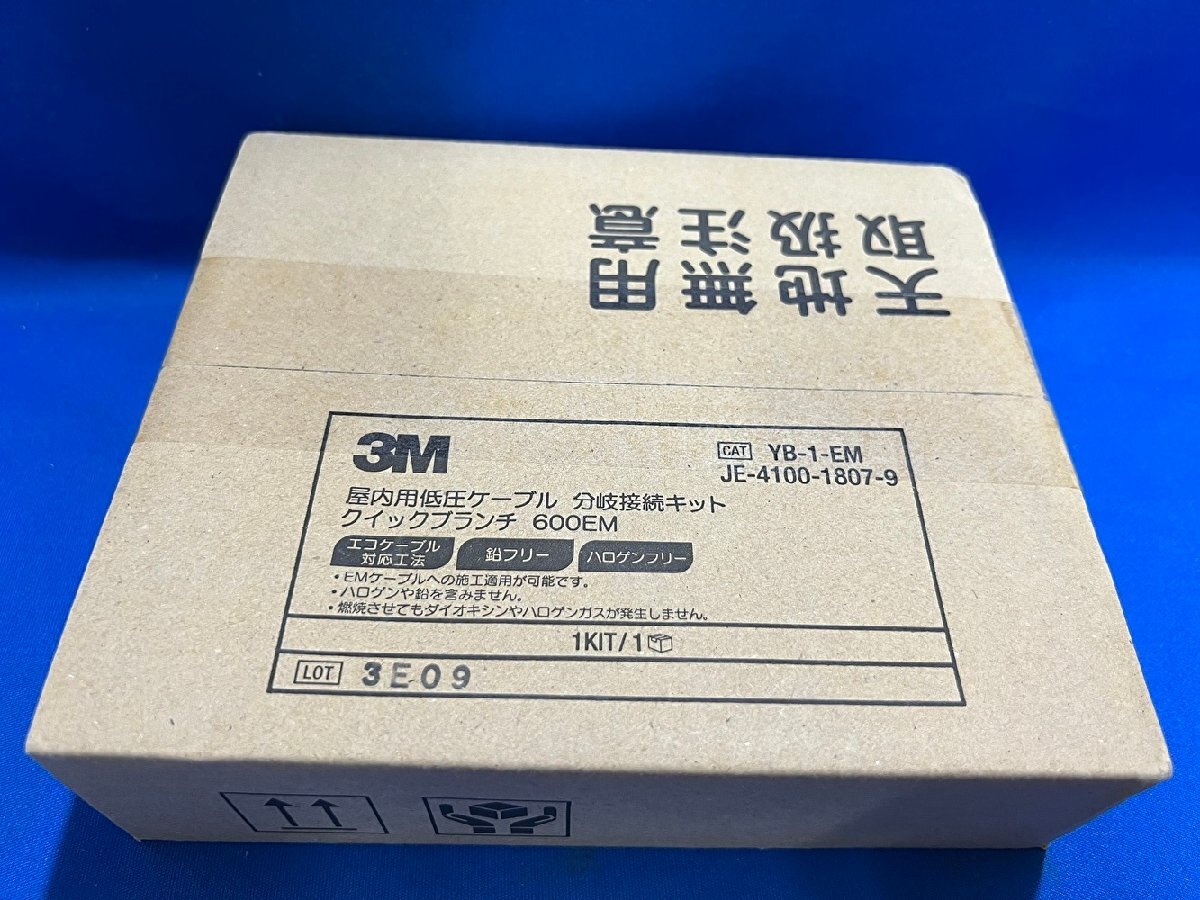 天地無用
取扱注意
3M
CAT YB-1-EM
JE-4100-1807-9
屋内用低圧ケーブル 分岐接続キット
クイックブランチ 600EM
エコケーブル
対応工法
鉛フリー
ハロゲンフリー
・EMケーブルへの施工適用が可能です。
・ハロゲンや鉛を含みません。
・燃焼させてもダイオキシンやハロゲンガスが発生しません。
1KIT/1
LOT 3E09